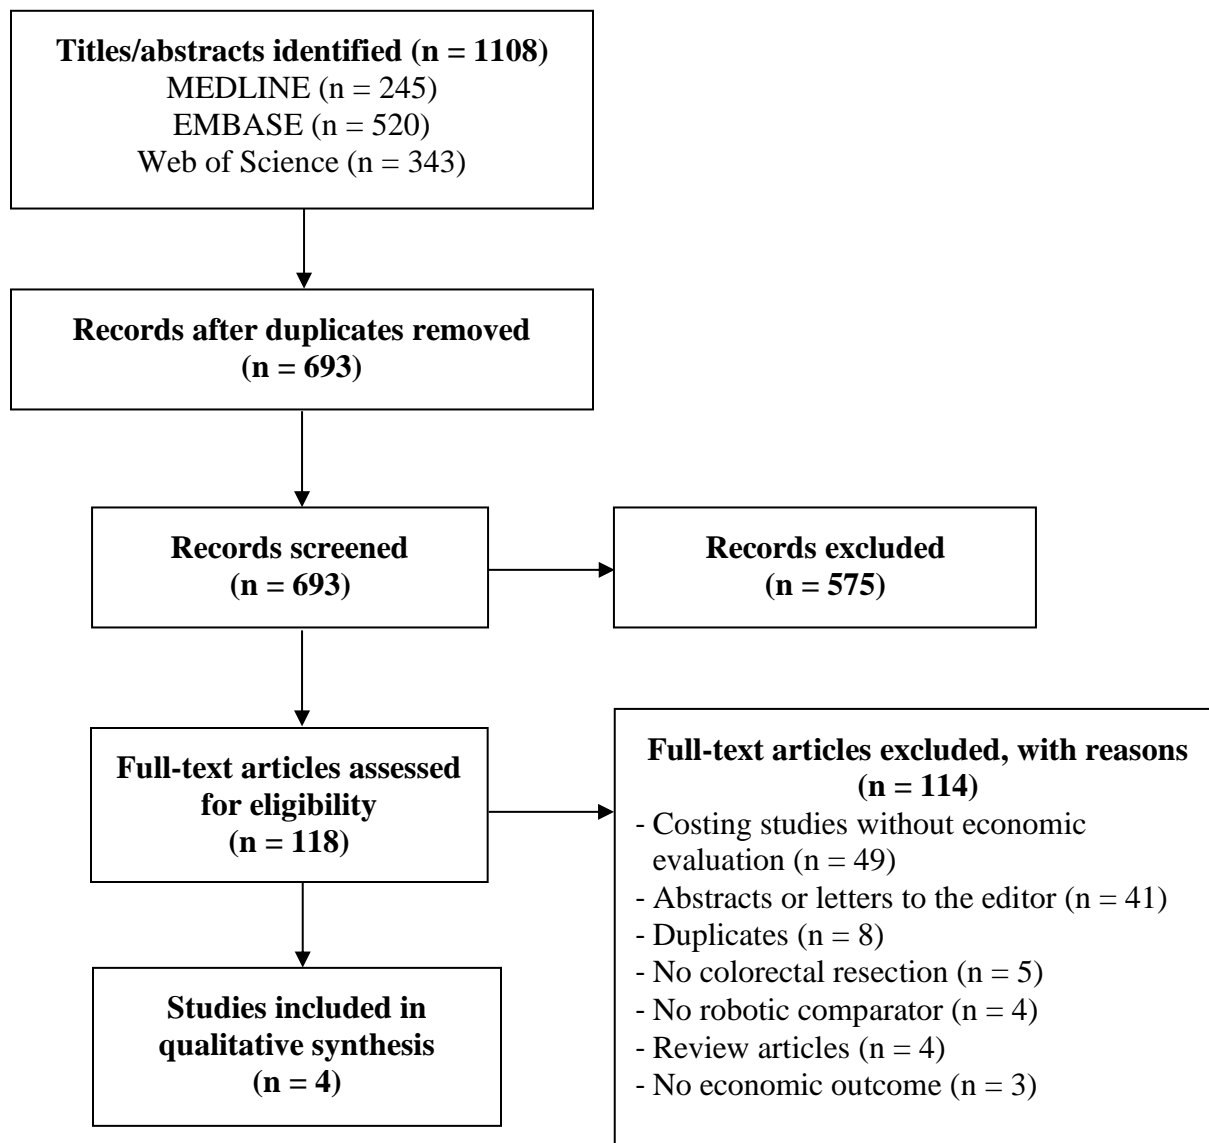 Titles/abstracts identified (n = 1108)
MEDLINE (n = 245)
EMBASE (n = 520)
Web of Science (n = 343)
Records after duplicates removed
(n = 693)
Records screened
(n = 693)
Records excluded
(n = 575)
Full-text articles assessed
for eligibility
(n = 118)
Full-text articles excluded, with reasons
(n = 114)
- Costing studies without economic
evaluation (n = 49)
- Abstracts or letters to the editor (n = 41)
- Duplicates (n = 8)
- No colorectal resection (n = 5)
- No robotic comparator (n = 4)
- Review articles (n = 4)
- No economic outcome (n = 3)
Studies included in
qualitative synthesis
(n = 4)